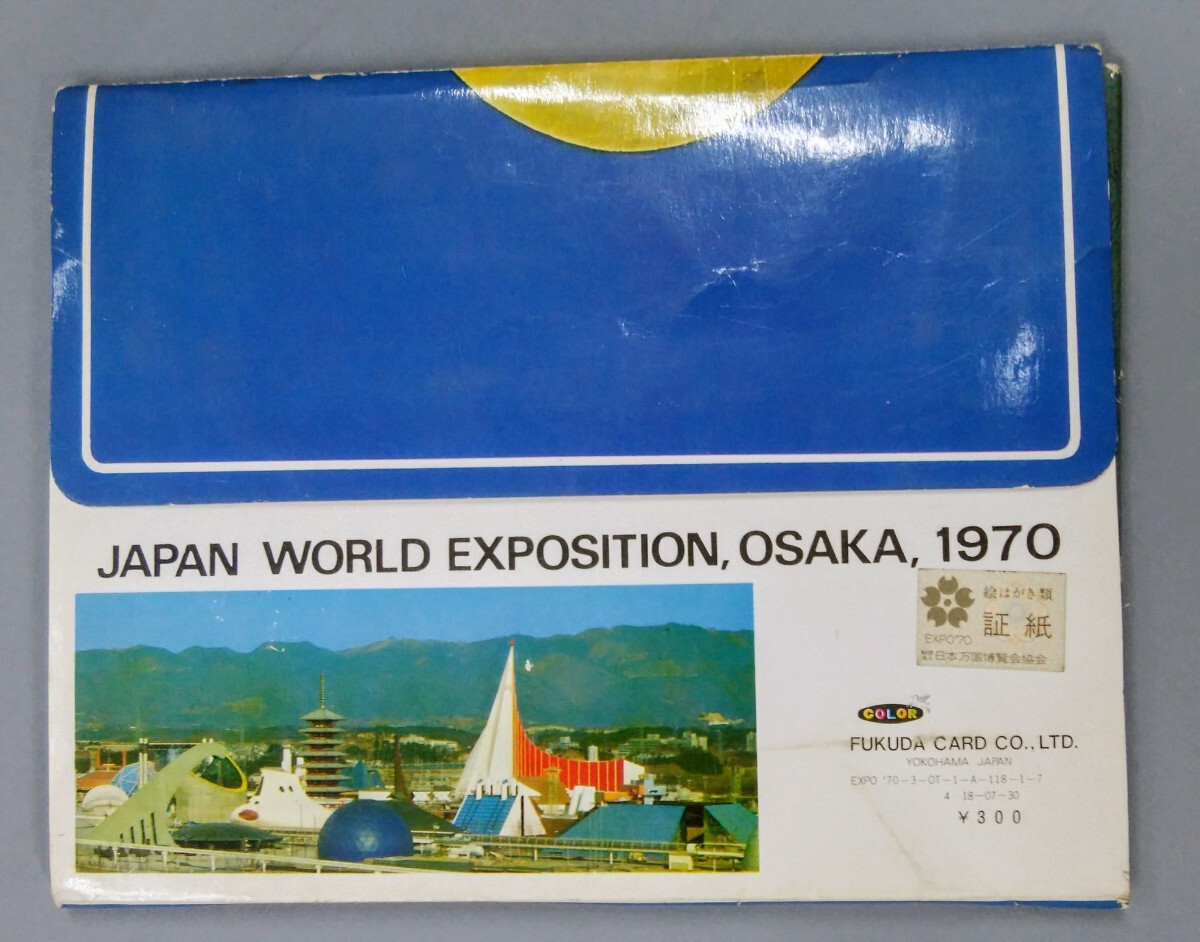 JAPAN WORLD EXPOSITION, OSAKA, 1970
絵はがき類
証紙
EXPO'70
日本万国博覧会協会
COLOR
FUKUDA CARD CO., LTD.
YOKOHAMA JAPAN
EXPO '70-3-OT-1-A-118-1-7
4 18-07-30
¥300